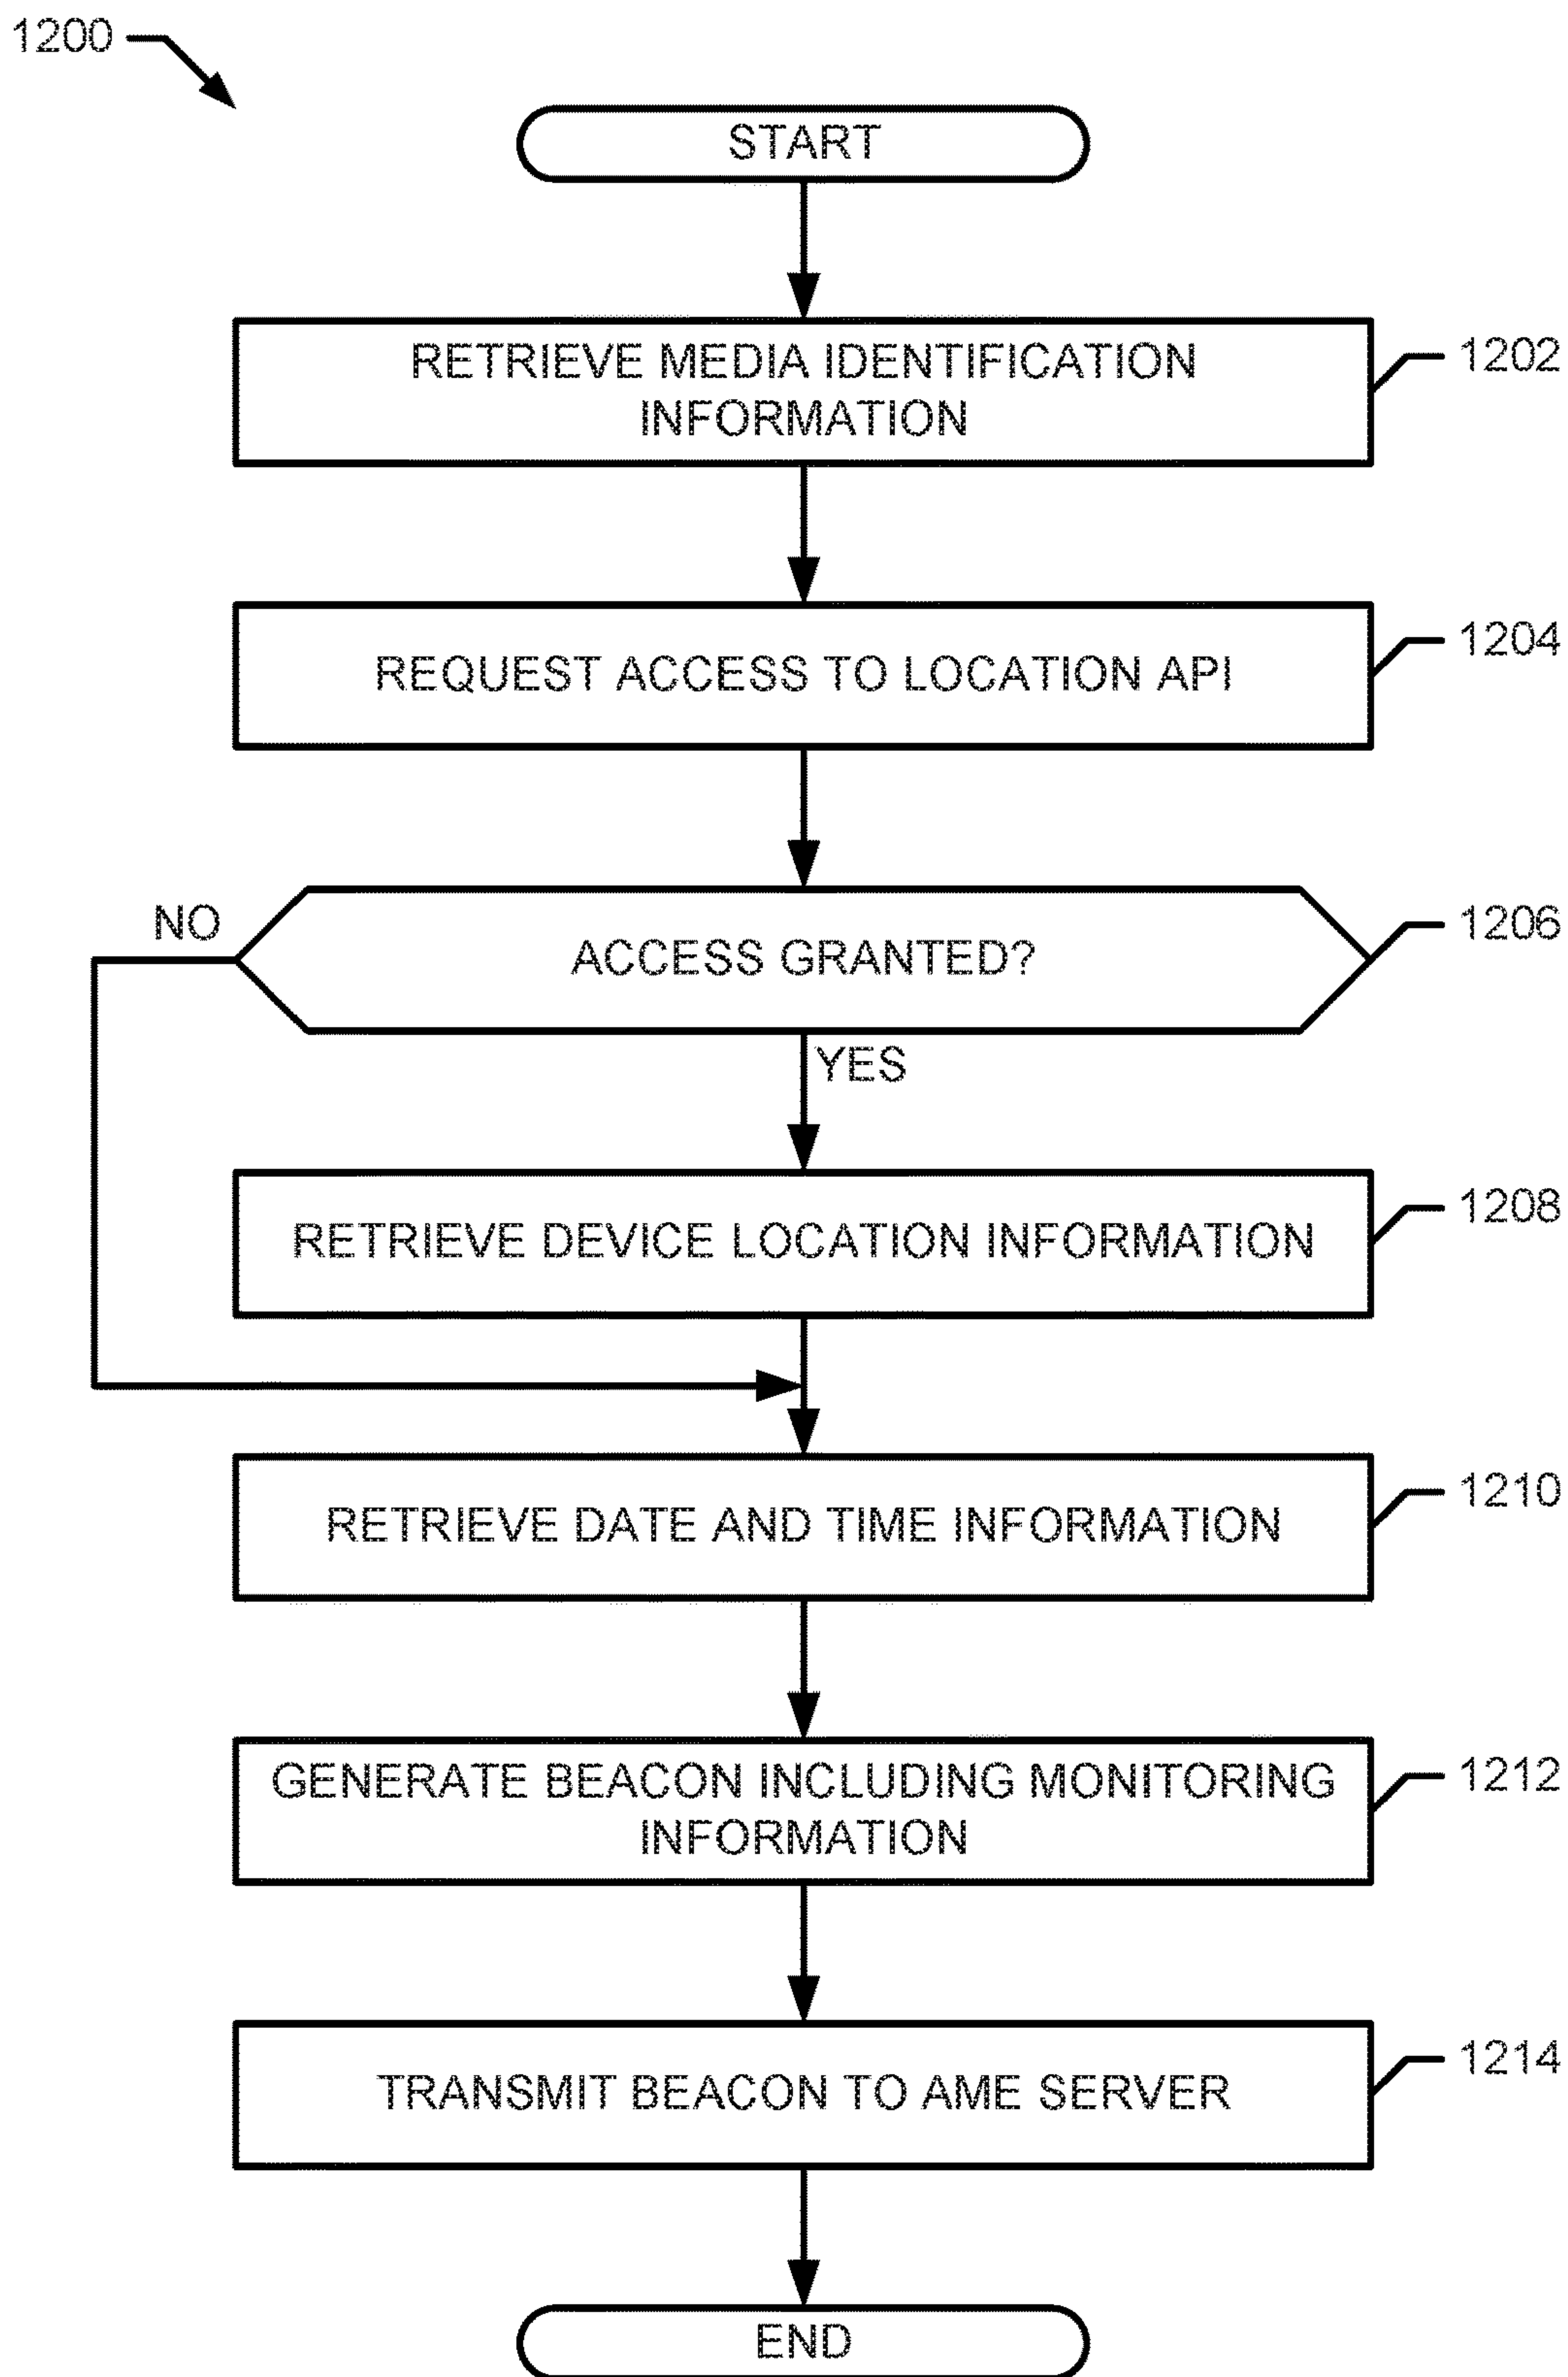 1200
START
RETRIEVE MEDIA IDENTIFICATION
INFORMATION
1202
REQUEST ACCESS TO LOCATION API
1204
NO
ACCESS GRANTED?
1206
YES
RETRIEVE DEVICE LOCATION INFORMATION
1208
RETRIEVE DATE AND TIME INFORMATION
1210
GENERATE BEACON INCLUDING MONITORING
INFORMATION
1212
TRANSMIT BEACON TO AME SERVER
1214
END